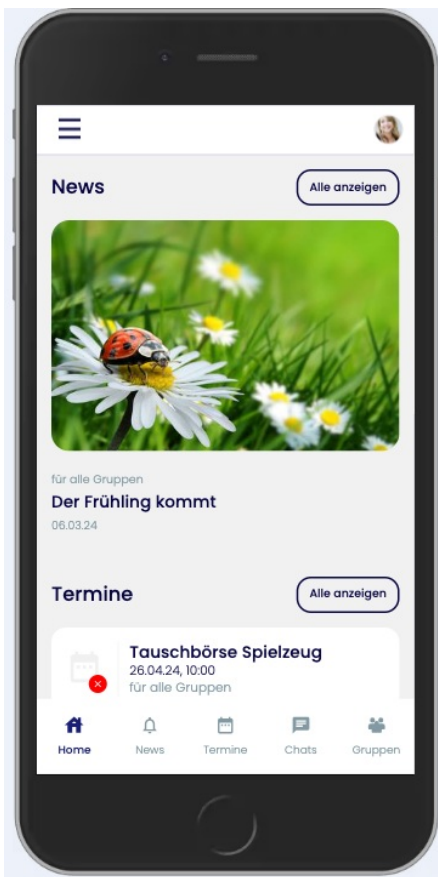 News
Alle anzeigen
für alle Gruppen
Der Frühling kommt
06.03.24
Termine
Alle anzeigen
Tauschbörse Spielzeug
26.04.24, 10:00
für alle Gruppen
Home
News
Termine
Chats
Gruppen